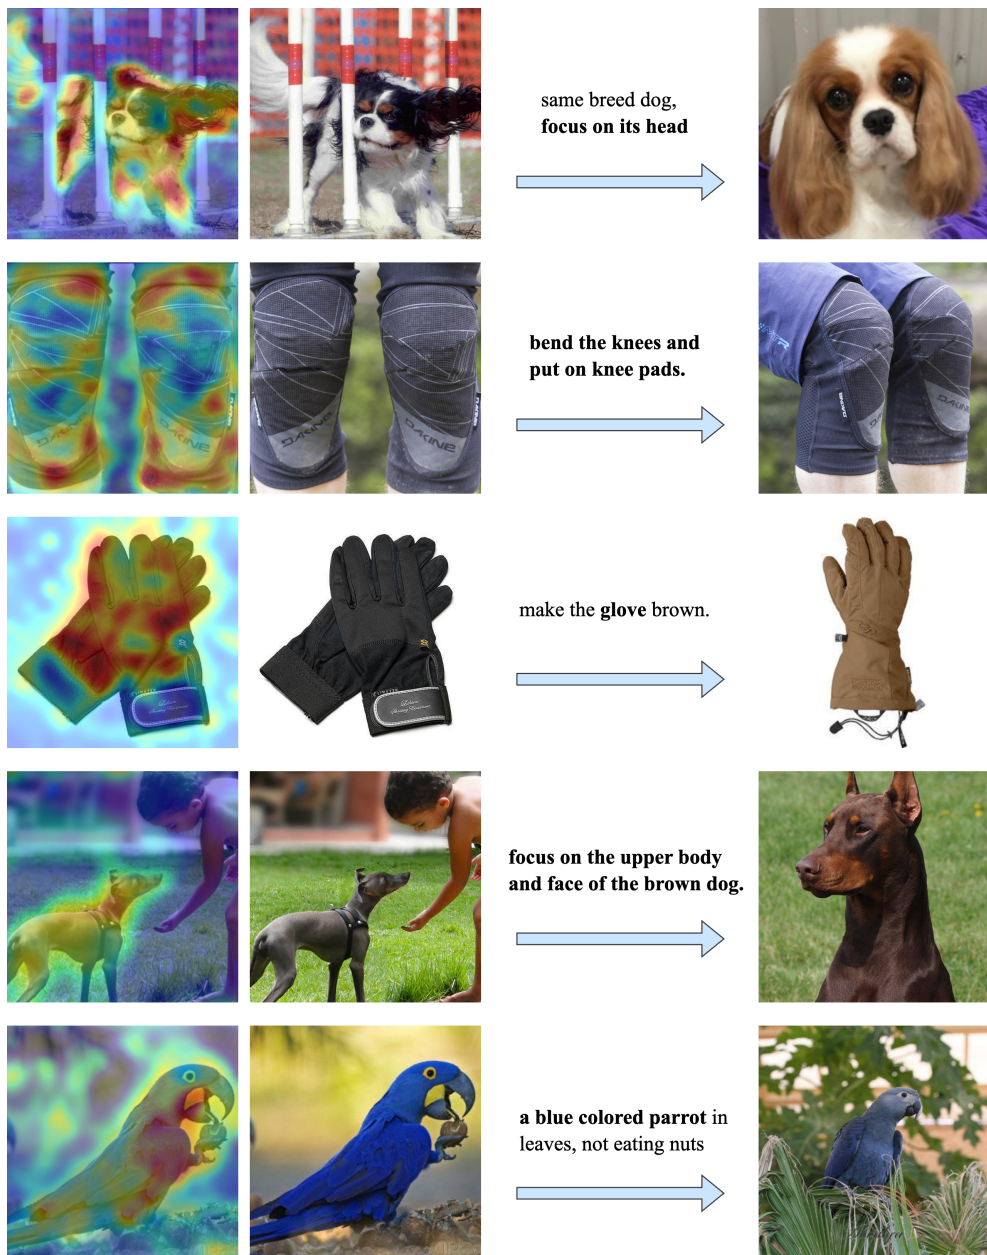 same breed dog,
focus on its head
bend the knees and
put on knee pads.
DAKINE
DAKINE
DAKINE
DAKINE
DAKINE
DAKINE
make the glove brown.
focus on the upper body
and face of the brown dog.
a blue colored parrot in
leaves, not eating nuts